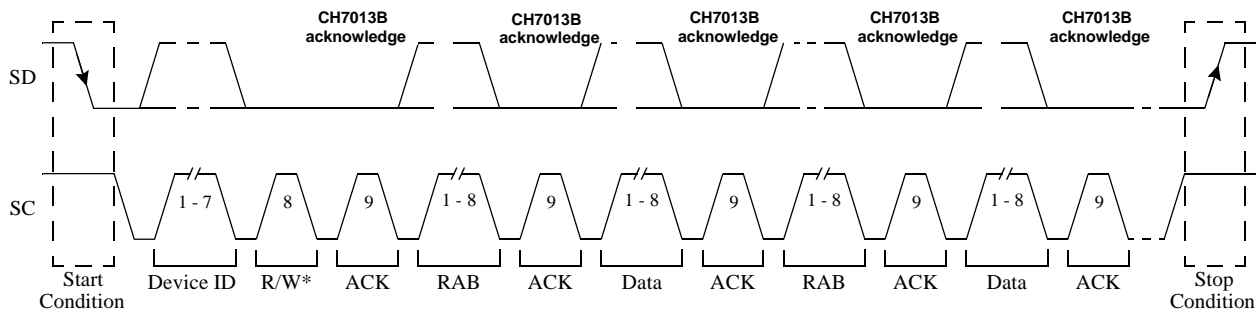 CH7013B
acknowledge
CH7013B
acknowledge
CH7013B
acknowledge
CH7013B
acknowledge
CH7013B
acknowledge
SD
SC
1 - 7
8
9
1 - 8
9
1 - 8
9
1 - 8
9
1 - 8
9
Start
Condition
Device ID
R/W*
ACK
RAB
ACK
Data
ACK
RAB
ACK
Data
ACK
Stop
Condition